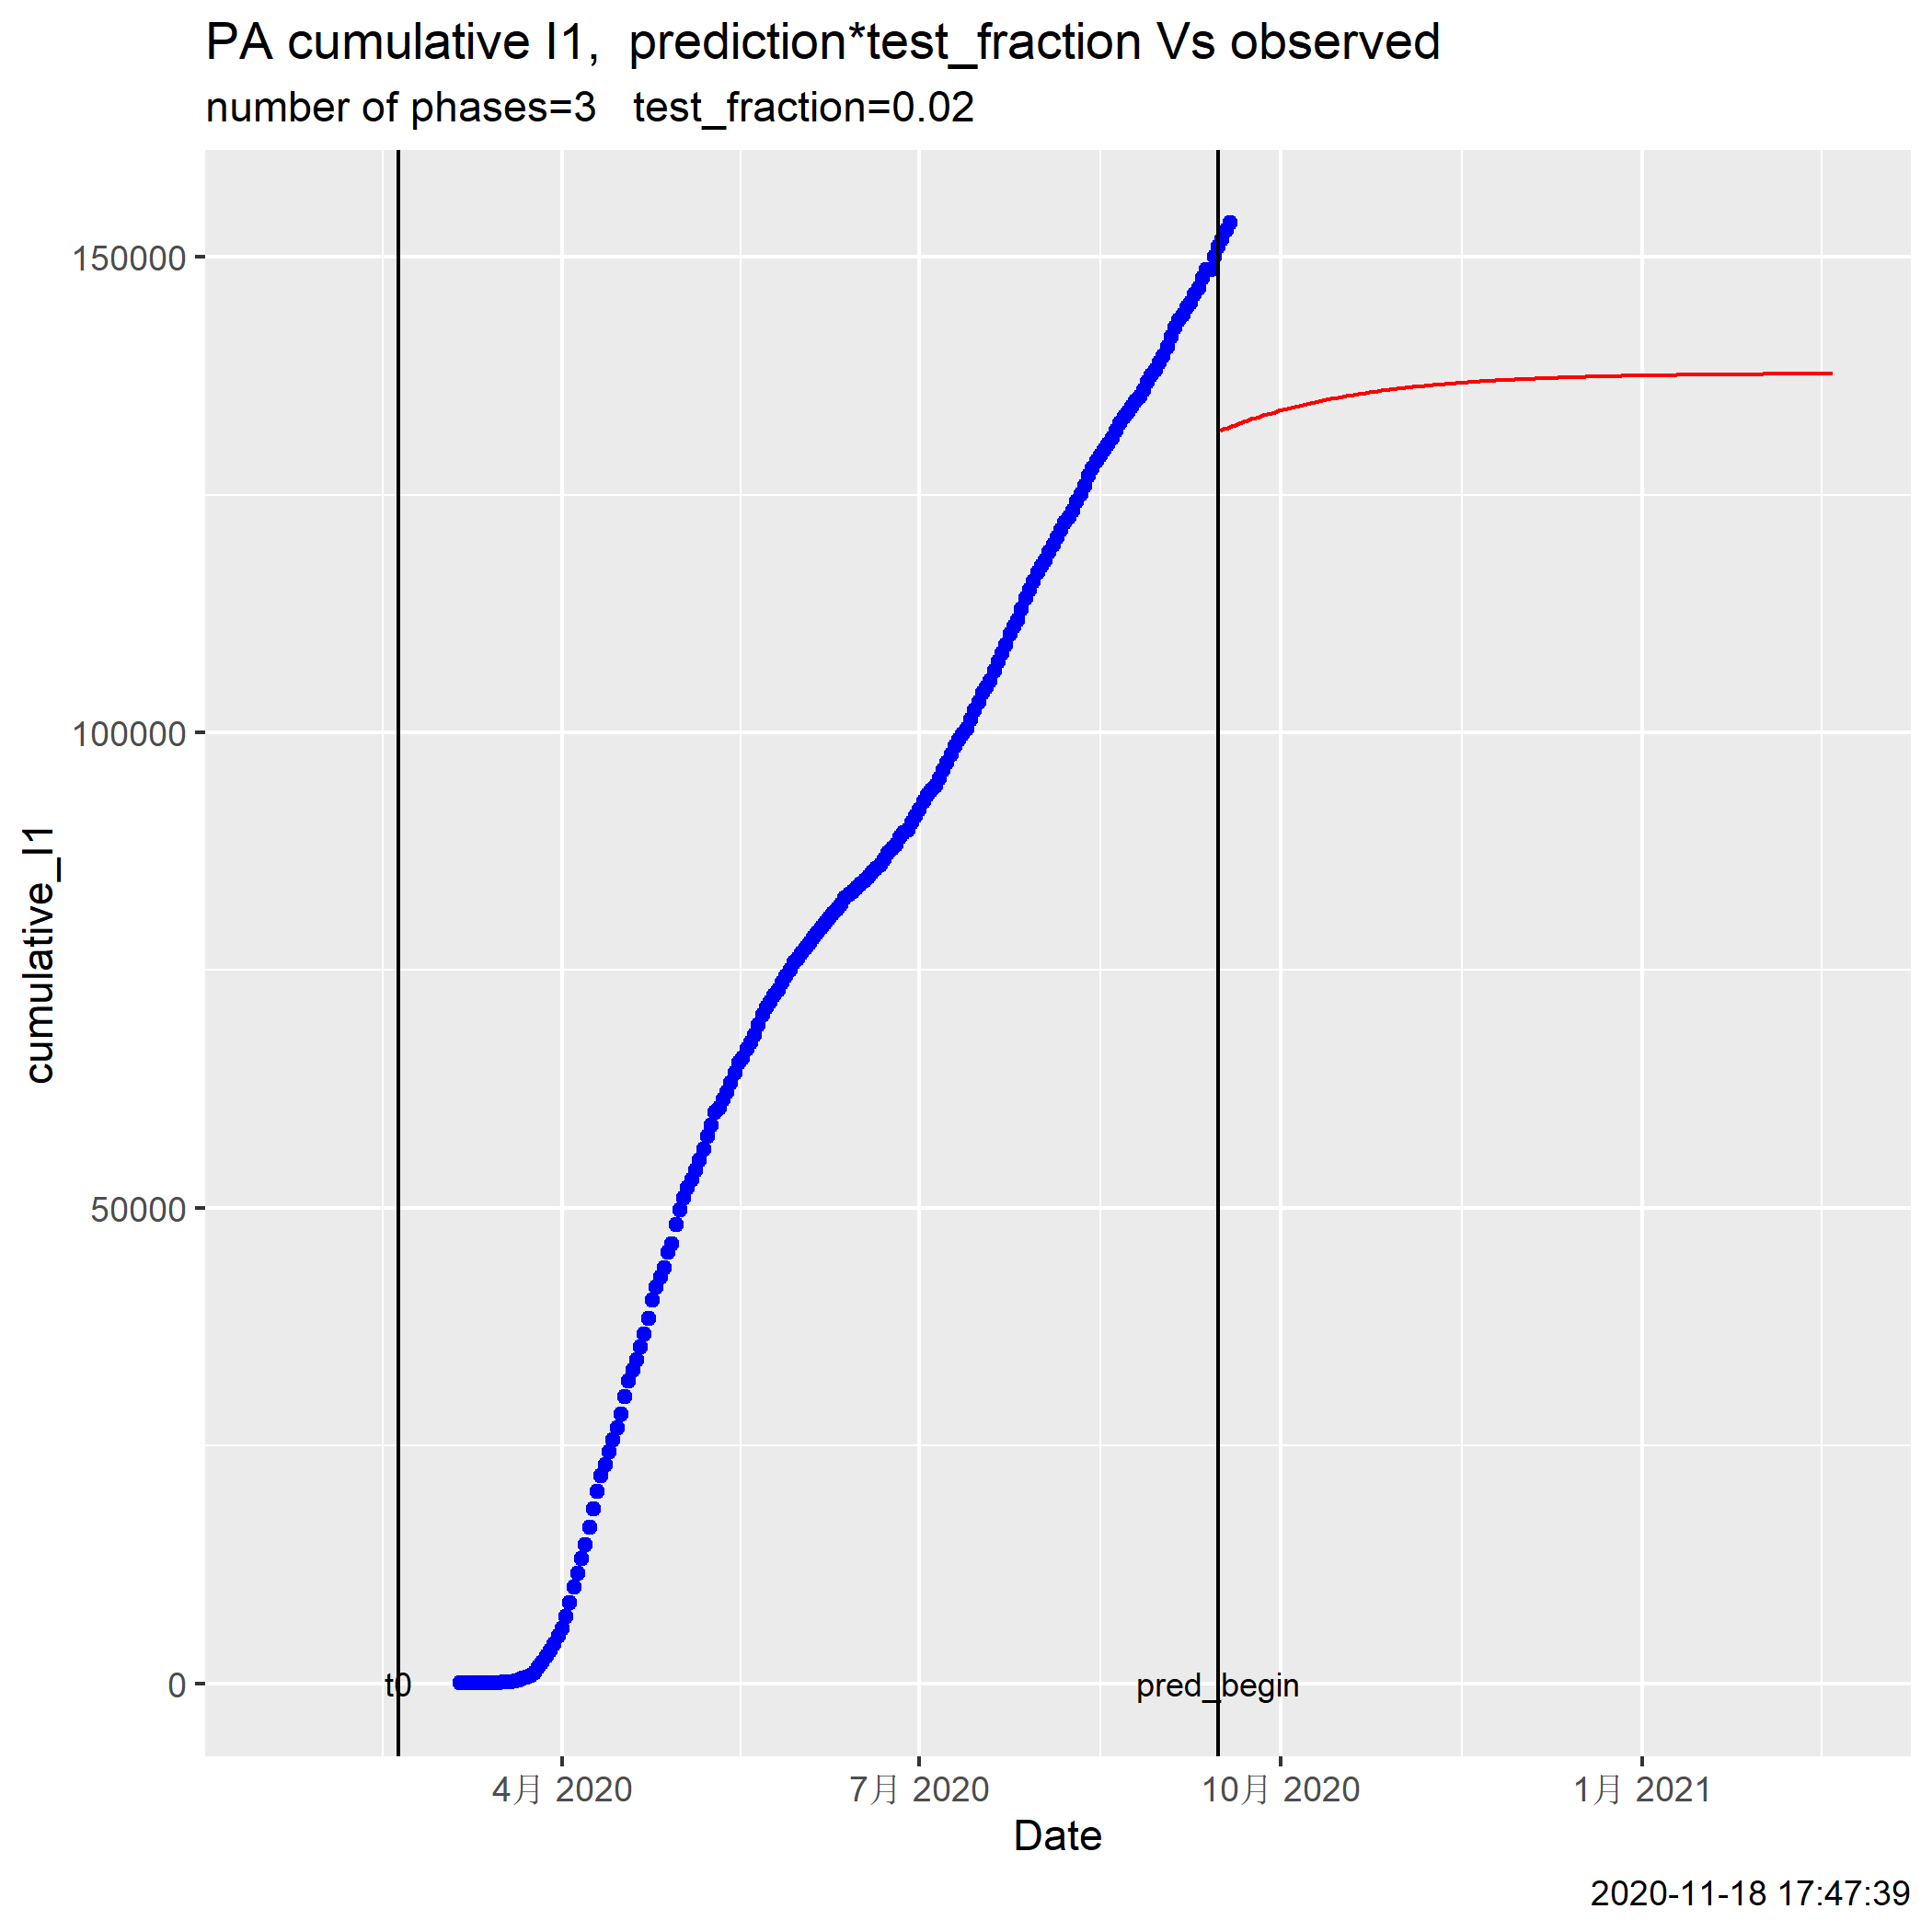 PA cumulative I1,  prediction*test_fraction Vs observed
number of phases=3   test_fraction=0.02
cumulative_I1
150000
100000
50000
0
t0
pred_begin
4月 2020
7月 2020
10月 2020
1月 2021
Date
2020-11-18 17:47:39